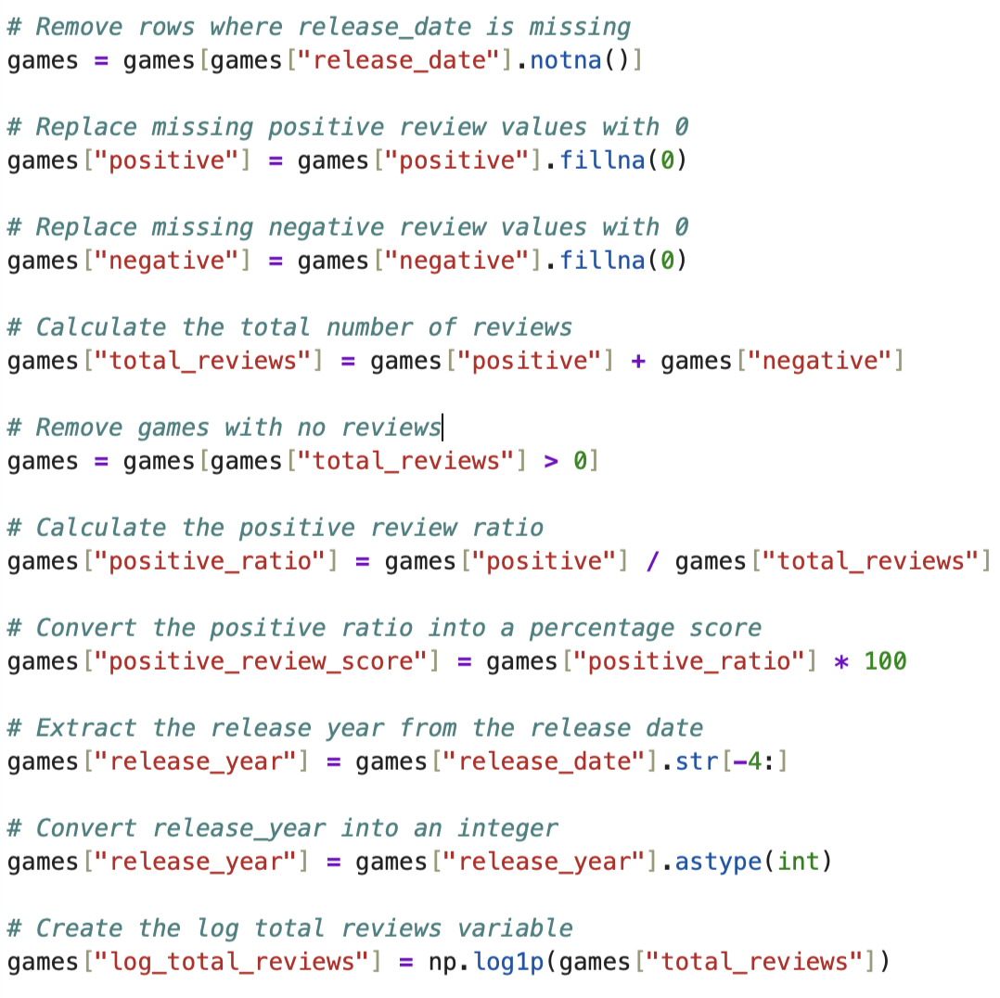 # Remove rows where release_date is missing
games = games[games["release_date"].notna()]
# Replace missing positive review values with 0
games["positive"] = games["positive"].fillna(0)
# Replace missing negative review values with 0
games["negative"] = games["negative"].fillna(0)
# Calculate the total number of reviews
games["total_reviews"] = games["positive"] + games["negative"]
# Remove games with no reviews
games = games[games["total_reviews"] > 0]
# Calculate the positive review ratio
games["positive_ratio"] = games["positive"] / games["total_reviews"]
# Convert the positive ratio into a percentage score
games["positive_review_score"] = games["positive_ratio"] * 100
# Extract the release year from the release date
games["release_year"] = games["release_date"].str[-4:]
# Convert release_year into an integer
games["release_year"] = games["release_year"].astype(int)
# Create the log total reviews variable
games["log_total_reviews"] = np.log1p(games["total_reviews"])